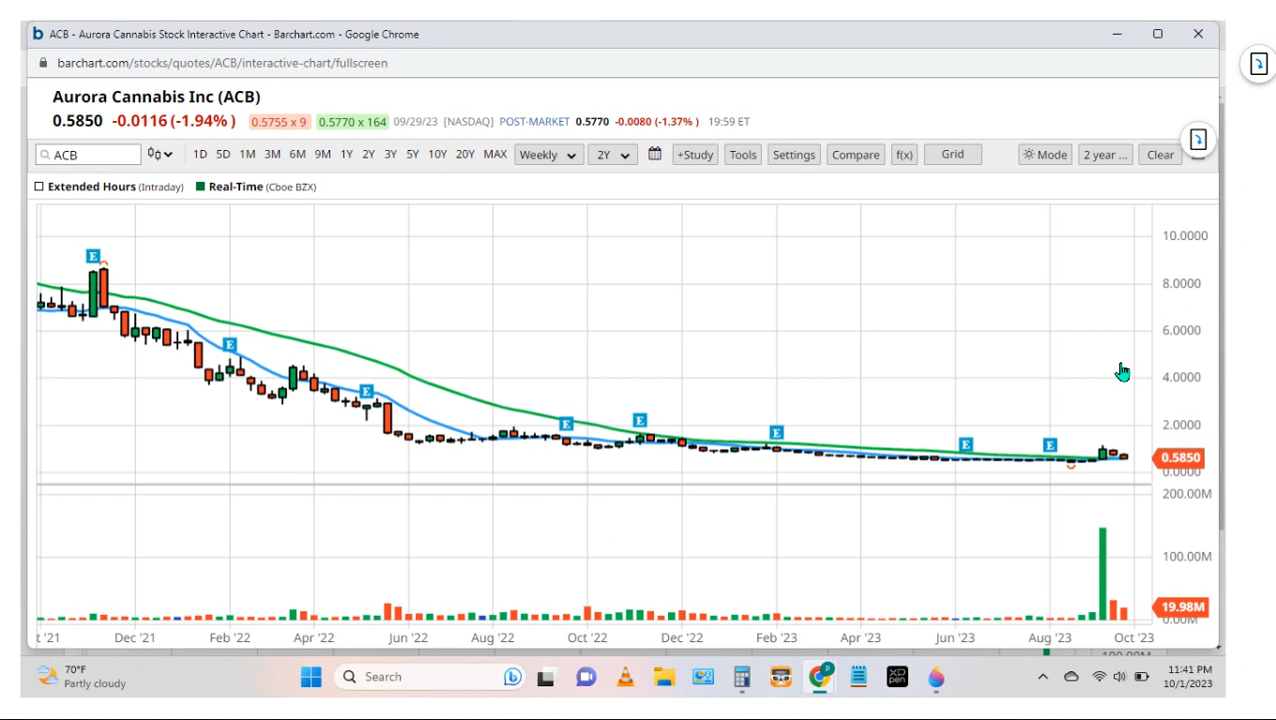 ACB - Aurora Cannabis Stock Interactive Chart - Barchart.com - Google Chrome
barchart.com/stocks/quotes/ACB/interactive-chart/fullscreen
Aurora Cannabis Inc (ACB)
0.5850 -0.0116 (-1.94%) 0.5755 x 9 0.5770 x 164 09/29/23 [NASDAQ] POST-MARKET 0.5770 -0.0080 (-1.37%) 19:59 ET
ACB 1D 5D 1M 3M 6M 9M 1Y 2Y 3Y 5Y 10Y 20Y MAX Weekly 2Y +Study Tools Settings Compare f(x) Grid Mode 2 year ... Clear
Extended Hours (Intraday) Real-Time (Cboe BZX)
10.0000
E
8.0000
6.0000
E
4.0000
E
2.0000
E E E E E
0.5850
0.0000
200.00M
100.00M
19.98M
0.00M
t '21 Dec '21 Feb '22 Apr '22 Jun '22 Aug '22 Oct '22 Dec '22 Feb '23 Apr '23 Jun '23 Aug '23 Oct '23
100.00M
70°F
Partly cloudy
Search
XP
PEN
11:41 PM
10/1/2023